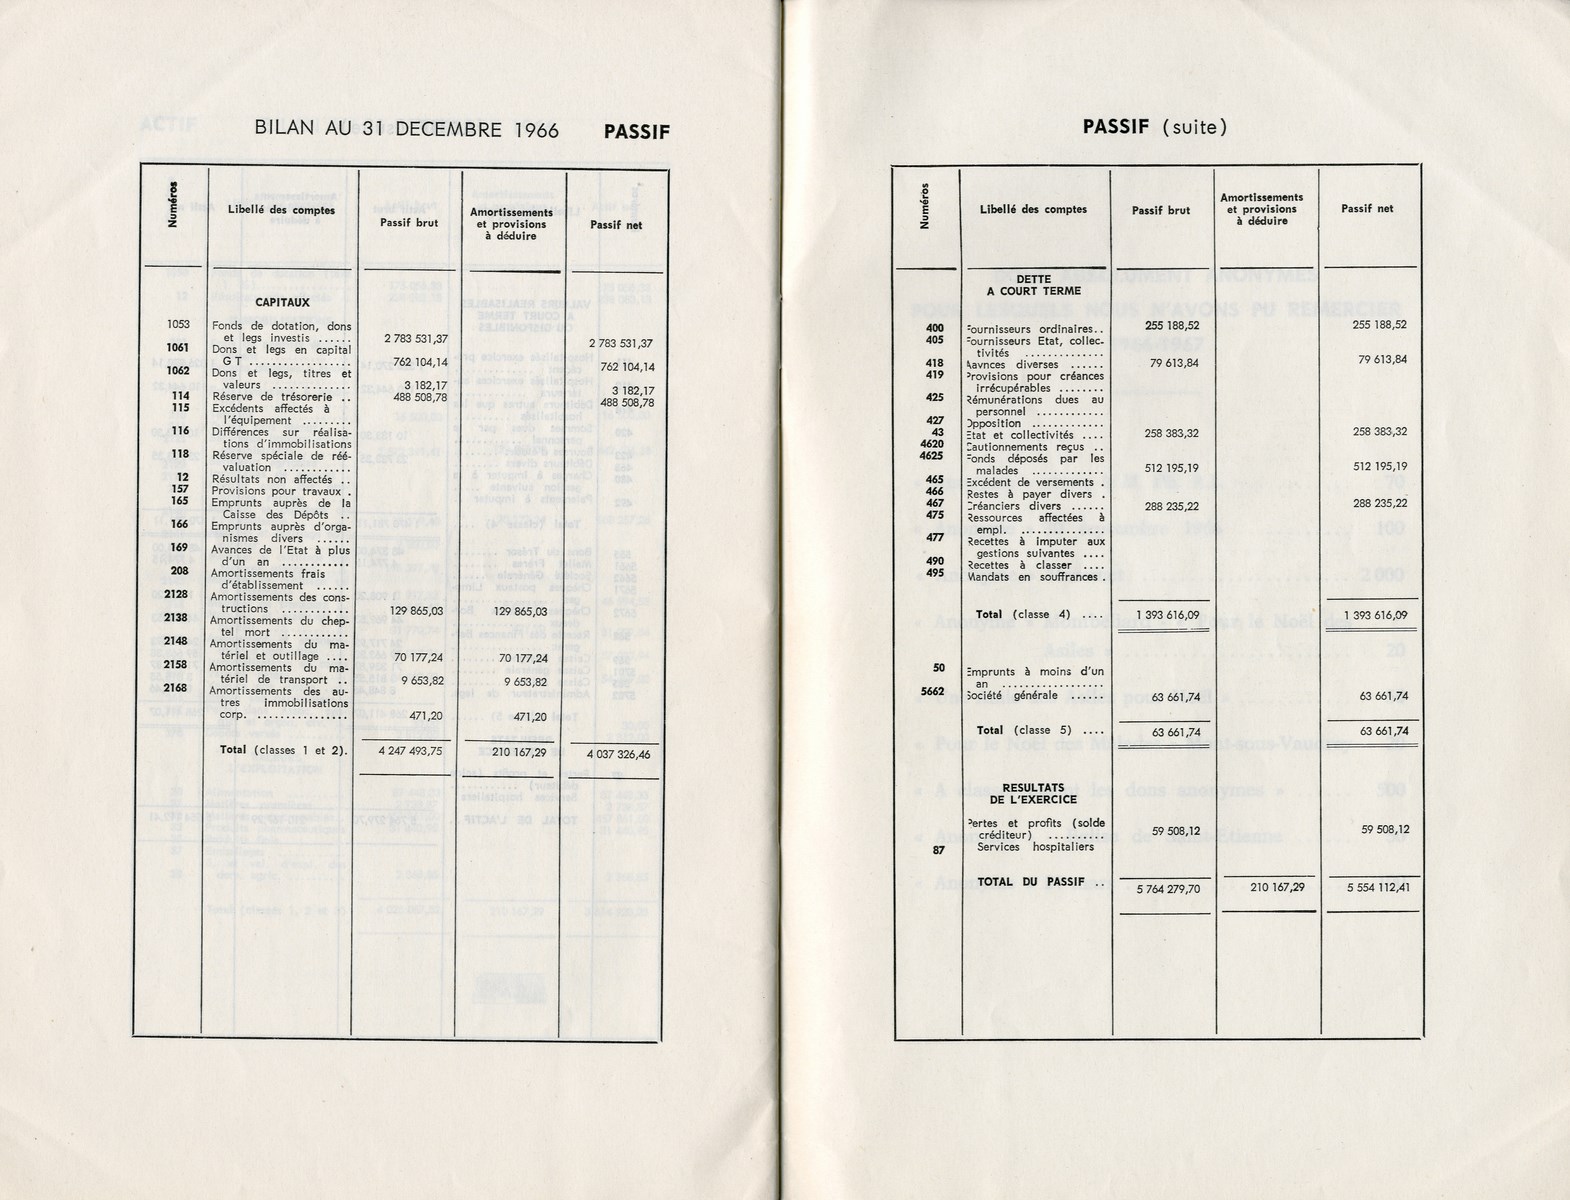 BILAN AU 31 DECEMBRE 1966 PASSIF
Numéros
Libellé des comptes
Passif brut
Amortissements
et provisions
à déduire
Passif net
CAPITAUX
1053 Fonds de dotation, dons
et legs investis ...... 2 783 531,37 2 783 531,37
1061 Dons et legs en capital
G T .............. 762 104,14 762 104,14
1062 Dons et legs, titres et
valeurs ............ 3 182,17 3 182,17
114 Réserve de trésorerie .. 488 508,78 488 508,78
115 Excédents affectés à
l'équipement .........
116 Différences sur réalisa-
tions d'immobilisations
118 Réserve spéciale de réé-
valuation ...........
12 Résultats non affectés ..
157 Provisions pour travaux .
165 Emprunts auprès de la
Caisse des Dépôts ..
166 Emprunts auprès d'orga-
nismes divers ......
169 Avances de l'Etat à plus
d'un an ...........
208 Amortissements frais
d'établissement ......
2128 Amortissements des cons-
tructions ........... 129 865,03 129 865,03
2138 Amortissements du chep-
tel mort ...........
2148 Amortissements du ma-
tériel et outillage .... 70 177,24 70 177,24
2158 Amortissements du ma-
tériel de transport .. 9 653,82 9 653,82
2168 Amortissements des au-
tres immobilisations
corp. ............... 471,20 471,20
Total (classes 1 et 2). 4 247 493,75 210 167,29 4 037 326,46
PASSIF (suite)
Numéros
Libellé des comptes
Passif brut
Amortissements
et provisions
à déduire
Passif net
DETTE
A COURT TERME
400 Fournisseurs ordinaires.. 255 188,52 255 188,52
405 Fournisseurs Etat, collec-
tivités .............
418 Aavnces diverses ...... 79 613,84 79 613,84
419 Provisions pour créances
irrécupérables ........
425 Rémunérations dues au
personnel ............
427 Opposition ............
43 Etat et collectivités .... 258 383,32 258 383,32
4620 Cautionnements reçus ..
4625 Fonds déposés par les
malades ............ 512 195,19 512 195,19
465 Excédent de versements .
466 Restes à payer divers .
467 Créanciers divers ...... 288 235,22 288 235,22
475 Ressources affectées à
empl. ..............
477 Recettes à imputer aux
gestions suivantes ....
490 Recettes à classer ....
495 Mandats en souffrances .
Total (classe 4) .... 1 393 616,09 1 393 616,09
50 Emprunts à moins d'un
an .................
5662 Société générale ...... 63 661,74 63 661,74
Total (classe 5) .... 63 661,74 63 661,74
RESULTATS
DE L'EXERCICE
Pertes et profits (solde
créditeur) .......... 59 508,12 59 508,12
87 Services hospitaliers
TOTAL DU PASSIF .. 5 764 279,70 210 167,29 5 554 112,41